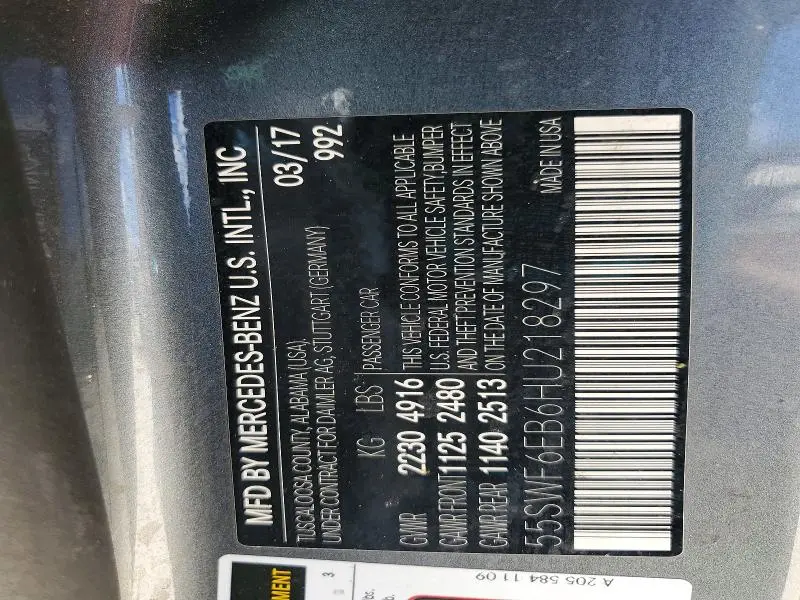 MFD BY MERCEDES-BENZ U.S. INTL., INC
TUSCALOOSA COUNTY, ALABAMA (USA), 03/17
UNDER CONTRACT FOR DAIMLER AG, STUTTGART (GERMANY) 992
KG LBS PASSENGER CAR
GVWR 2230 4916 THIS VEHICLE CONFORMS TO ALL APPLICABLE
GAWR FRONT 1125 2480 U.S. FEDERAL MOTOR VEHICLE SAFETY, BUMPER
GAWR REAR 1140 2513 AND THEFT PREVENTION STANDARDS IN EFFECT
ON THE DATE OF MANUFACTURE SHOWN ABOVE
55SWF6EB6HU218297 MADE IN USA
A 205 584 11 09
3
lbs.